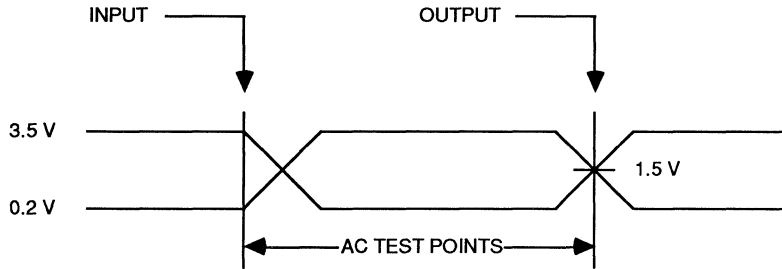 INPUT
OUTPUT
3.5 V
1.5 V
0.2 V
AC TEST POINTS